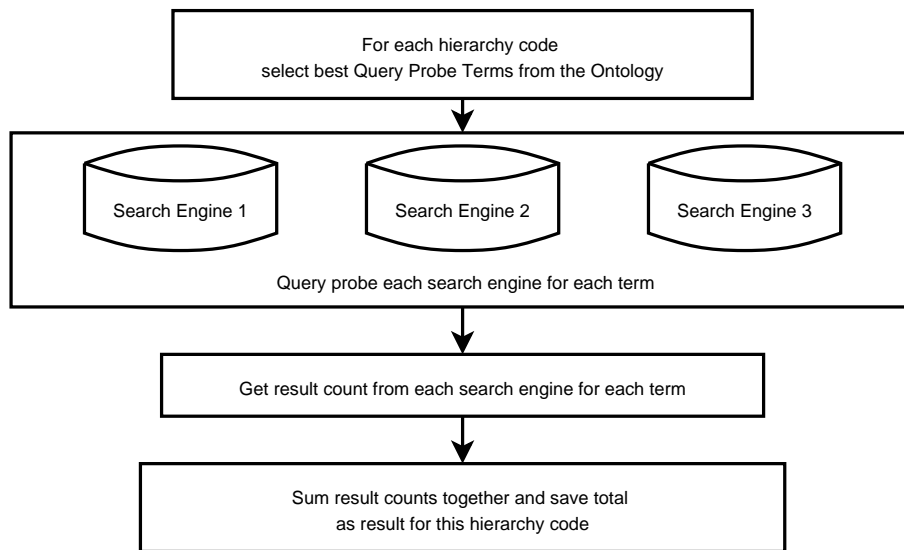 For each hierarchy code
select best Query Probe Terms from the Ontology
Search Engine 1
Search Engine 2
Search Engine 3
Query probe each search engine for each term
Get result count from each search engine for each term
Sum result counts together and save total
as result for this hierarchy code